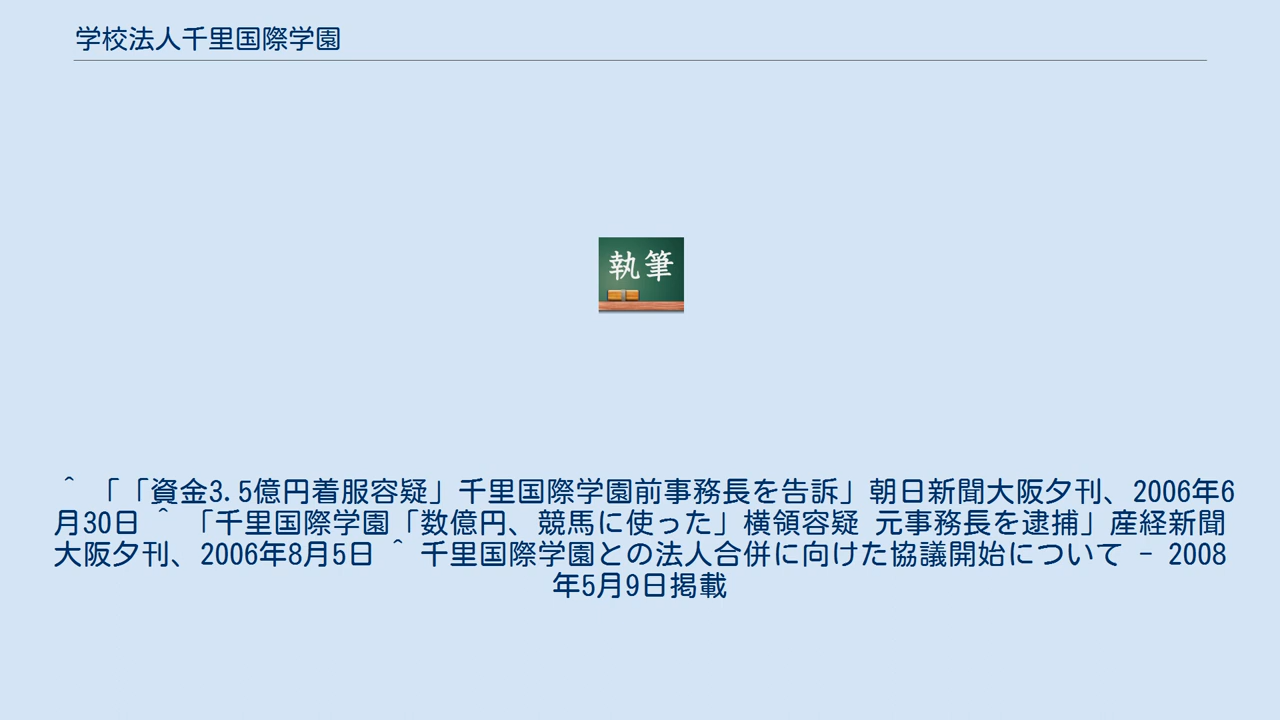 学校法人千里国際学園
執筆
^ 「「資金3.5億円着服容疑」千里国際学園前事務長を告訴」朝日新聞大阪夕刊、2006年6
月30日 ^ 「千里国際学園「数億円、競馬に使った」横領容疑 元事務長を逮捕」産経新聞
大阪夕刊、2006年8月5日 ^ 千里国際学園との法人合併に向けた協議開始について - 2008
年5月9日掲載